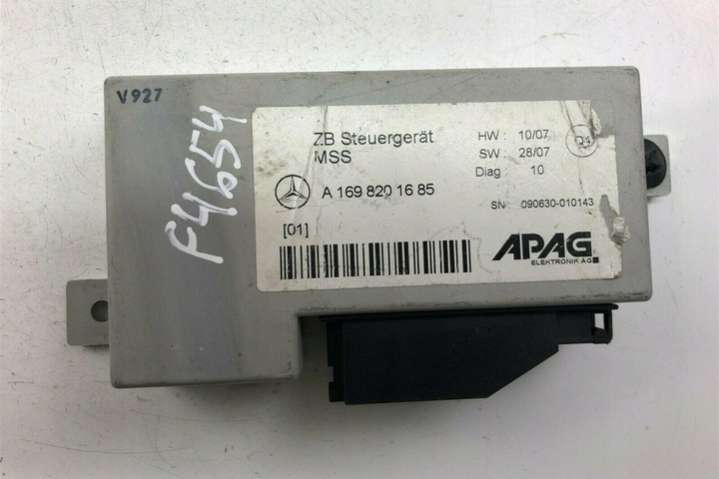 V927
F4654
ZB Steuergerät
MSS
HW : 10/07
SW : 28/07
Diag : 10
A 169 820 16 85
SN 090630-010143
[01]
APAG
ELEKTRONIK AG